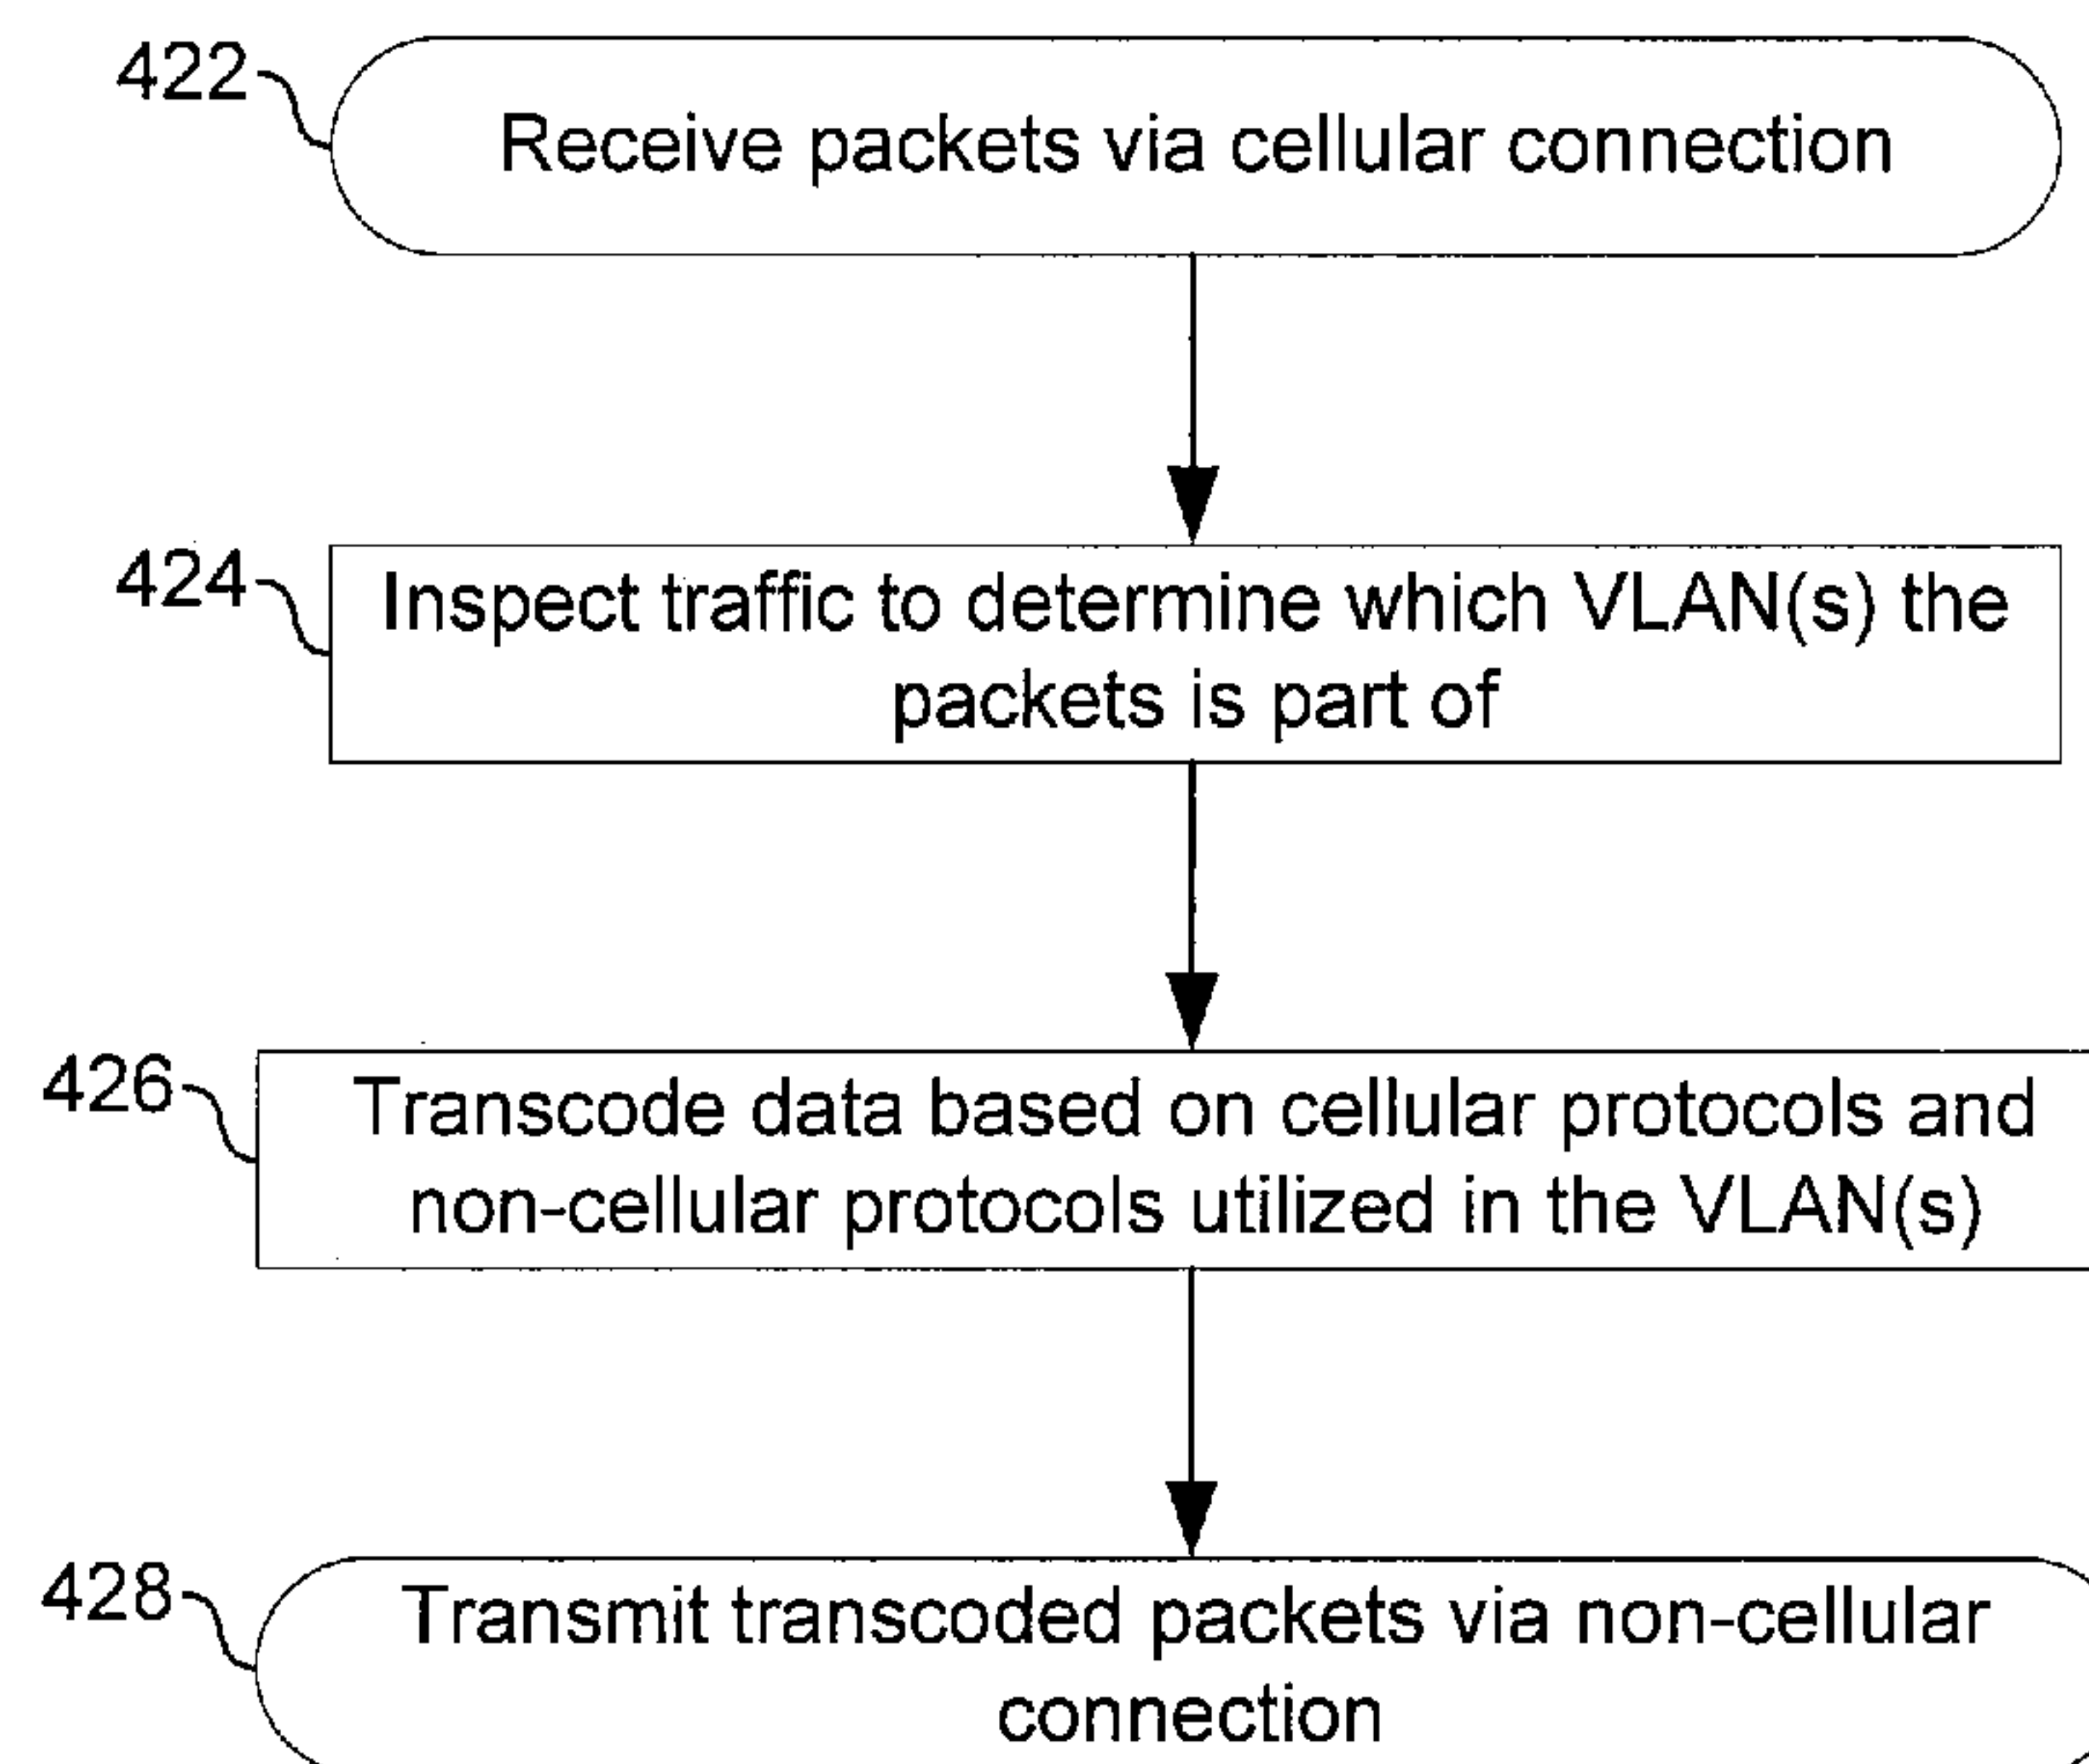 422
Receive packets via cellular connection
424
Inspect traffic to determine which VLAN(s) the
packets is part of
426
Transcode data based on cellular protocols and
non-cellular protocols utilized in the VLAN(s)
428
Transmit transcoded packets via non-cellular
connection